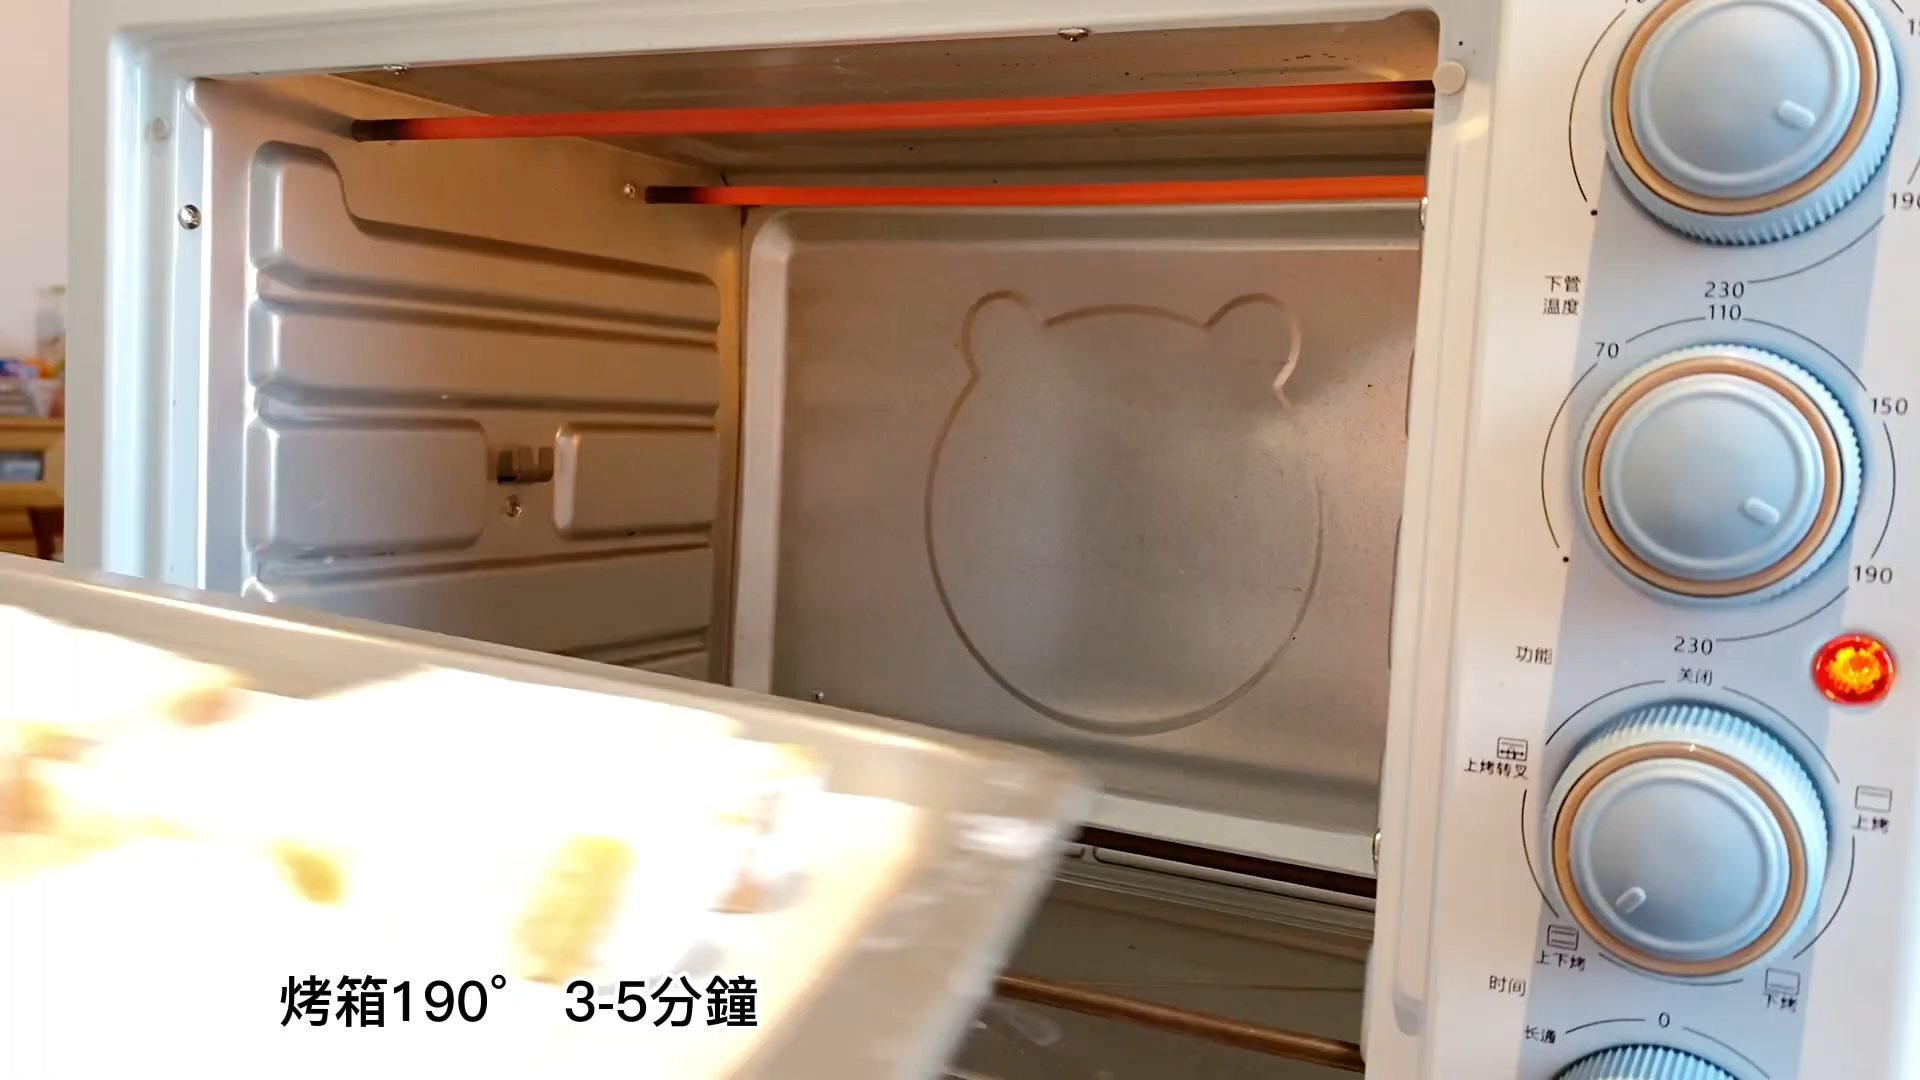 190
下管
温度
230
110
70
150
190
230
功能
关闭
上烤转叉
上烤
上下烤
下烤
时间
0
长通
烤箱190° 3-5分鐘